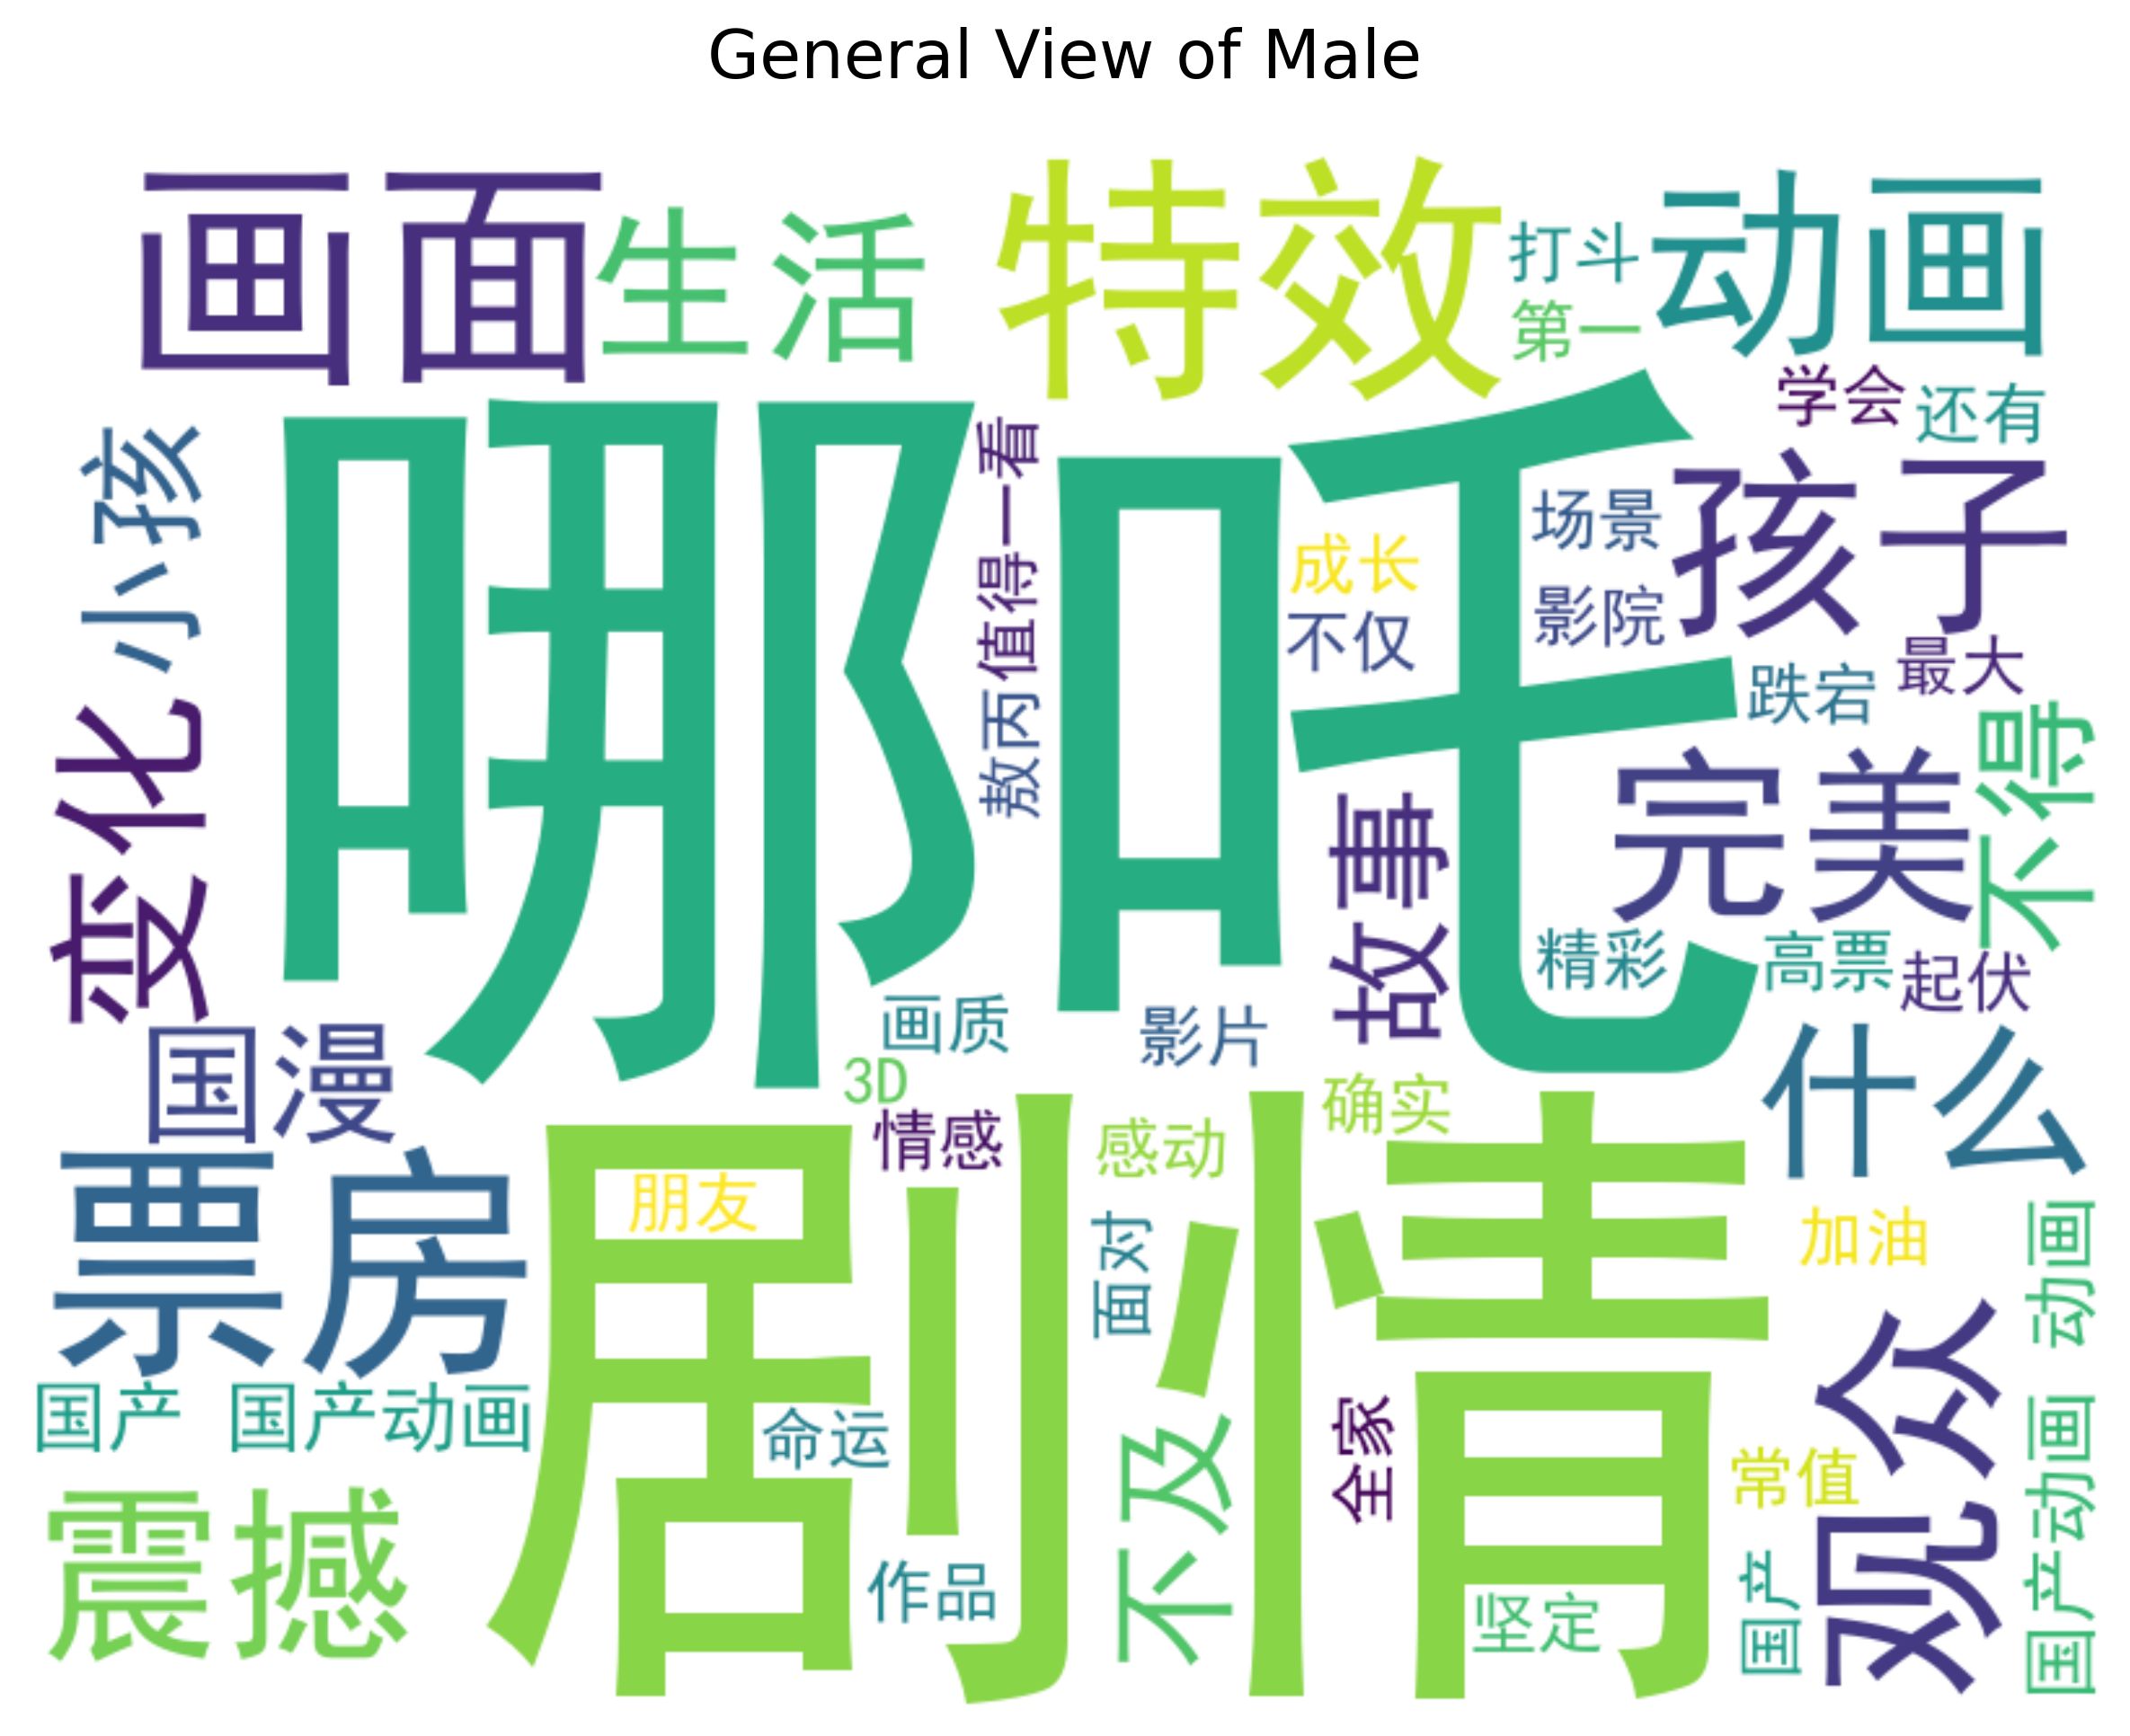 General View of Male
画面
生活
特效
打斗
第一
动画
学会
还有
小孩
哪吒
值得一看
敖丙
成长
不仅
场景
影院
孩子
最大
跌宕
变化
故事
完美
不得
精彩
高票
起伏
国漫
画质
3D
影片
情感
感动
确实
什么
票房
剧情
朋友
面对
加油
国产 国产动画
命运
不及
全家
观众
常值
国产动画 动画
震撼
作品
坚定
国产